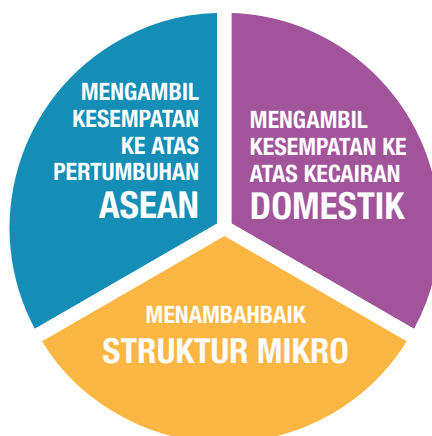 MENGAMBIL
KESEMPATAN
KE ATAS
PERTUMBUHAN
ASEAN
MENGAMBIL
KESEMPATAN KE
ATAS KECAIRAN
DOMESTIK
MENAMBAHBAIK
STRUKTUR MIKRO